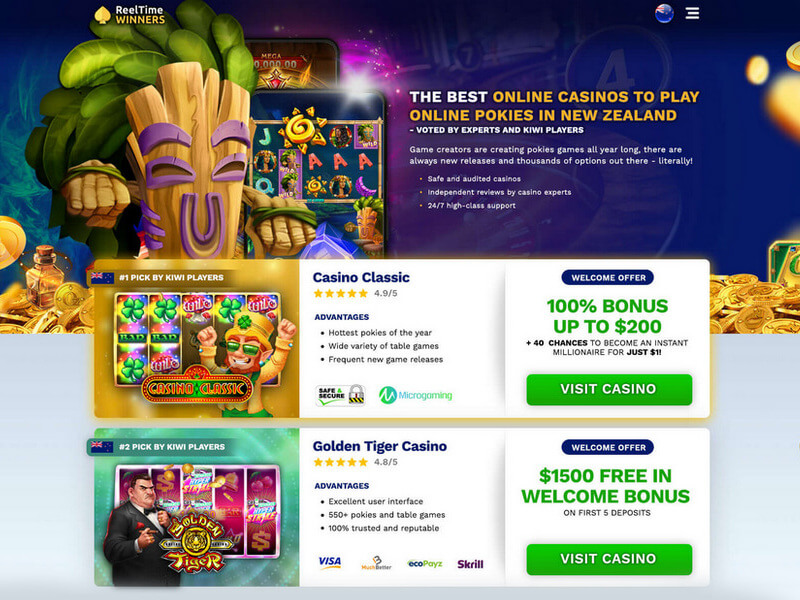 ReelTime
WINNERS
MEGA
THE BEST ONLINE CASINOS TO PLAY
ONLINE POKIES IN NEW ZEALAND
- VOTED BY EXPERTS AND KIWI PLAYERS
Game creators are creating pokies games all year long, there are
always new releases and thousands of options out there - literally!
• Safe and audited casinos
• Independent reviews by casino experts
• 24/7 high-class support
#1 PICK BY KIWI PLAYERS
WILD
BAR
CASINO CLASSIC
Casino Classic
4.9/5
ADVANTAGES
• Hottest pokies of the year
• Wide variety of table games
• Frequent new game releases
SAFE &
SECURE
Microgaming
WELCOME OFFER
100% BONUS
UP TO $200
+ 40 CHANCES TO BECOME AN INSTANT
MILLIONAIRE FOR JUST $1!
VISIT CASINO
#2 PICK BY KIWI PLAYERS
HYPER
STRIKE
GOLDEN
TIGER
Golden Tiger Casino
4.8/5
ADVANTAGES
• Excellent user interface
• 550+ pokies and table games
• 100% trusted and reputable
VISA
MuchBetter
ecoPayz
Skrill
WELCOME OFFER
$1500 FREE IN
WELCOME BONUS
ON FIRST 5 DEPOSITS
VISIT CASINO